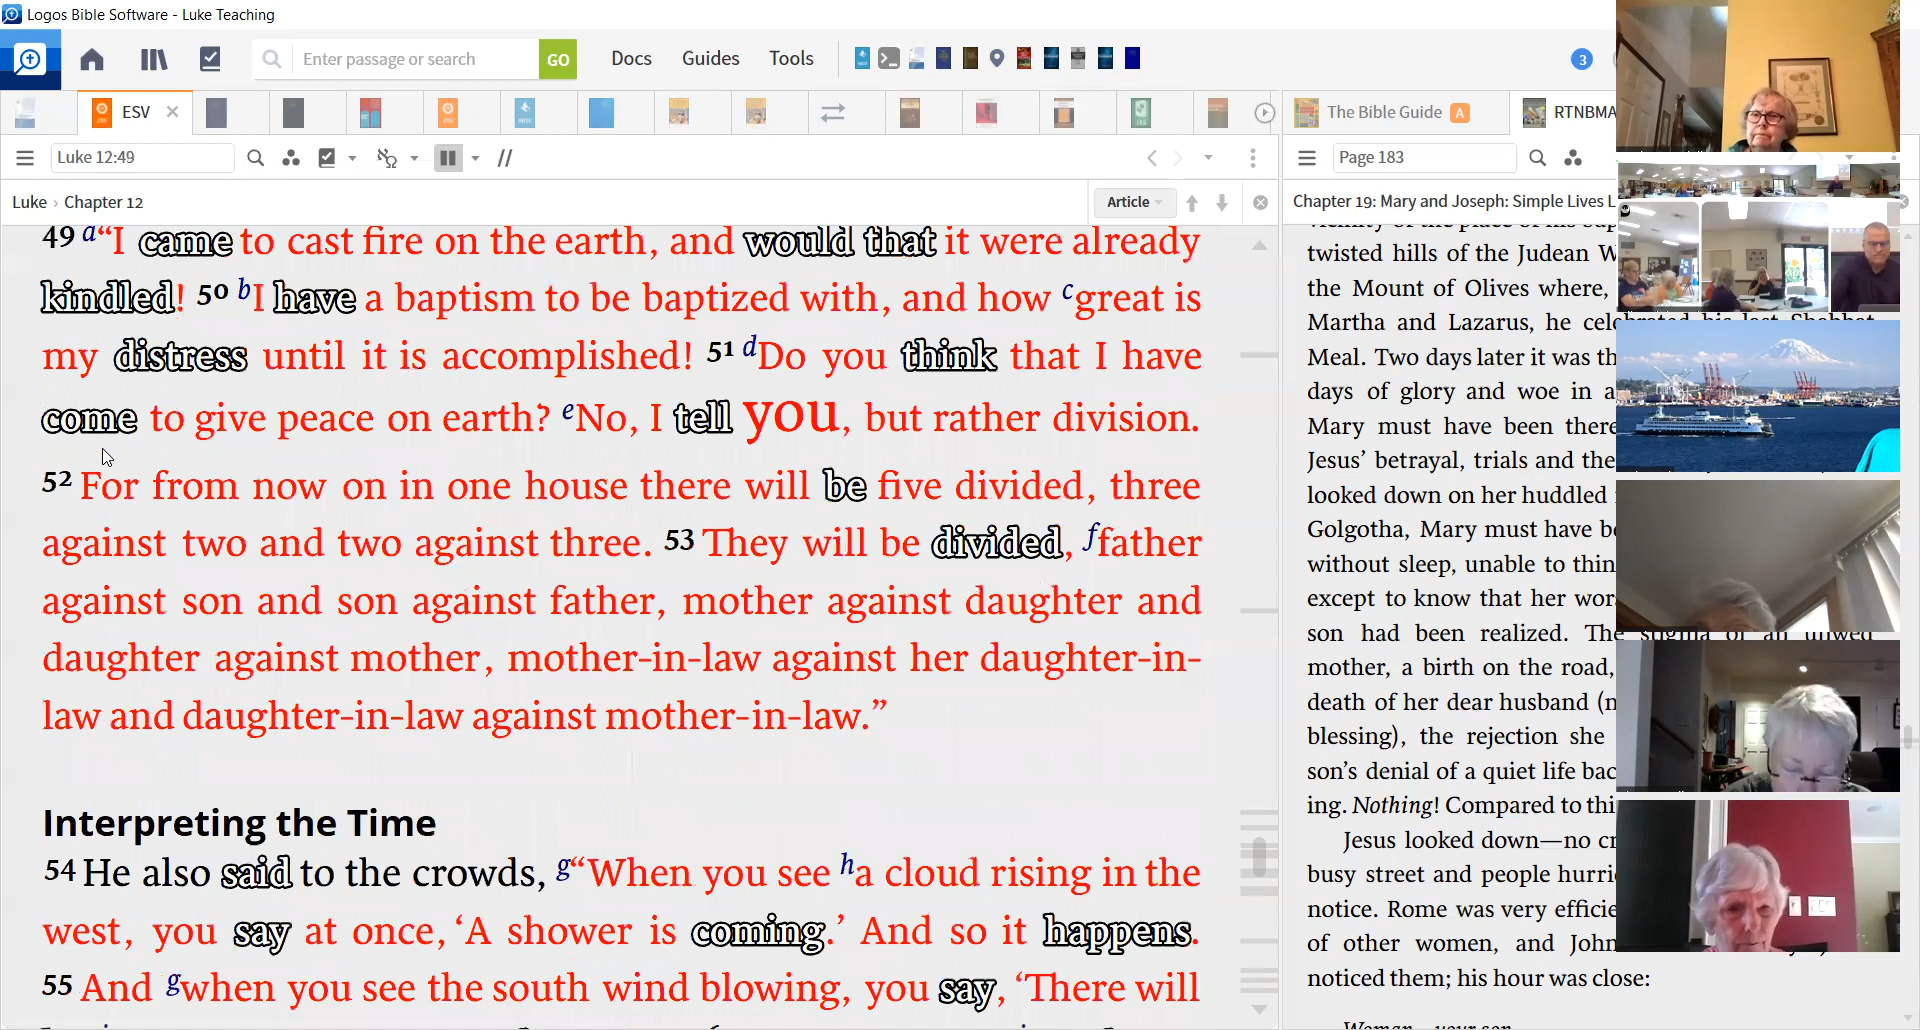 Logos Bible Software - Luke Teaching
Enter passage or search
GO
Docs Guides Tools
3
ESV
The Bible Guide A
RTNBMA
Luke 12:49
Page 183
Luke › Chapter 12
Article
Chapter 19: Mary and Joseph: Simple Lives L
49 a“I came to cast fire on the earth, and would that it were already
kindled! 50 bI have a baptism to be baptized with, and how cgreat is
my distress until it is accomplished! 51 dDo you think that I have
come to give peace on earth? eNo, I tell you, but rather division.
52 For from now on in one house there will be five divided, three
against two and two against three. 53 They will be divided, ffather
against son and son against father, mother against daughter and
daughter against mother, mother-in-law against her daughter-in-
law and daughter-in-law against mother-in-law.”
Interpreting the Time
54 He also said to the crowds, g“When you see ha cloud rising in the
west, you say at once, ‘A shower is coming.’ And so it happens.
55 And gwhen you see the south wind blowing, you say, ‘There will
twisted hills of the Judean W
the Mount of Olives where,
Martha and Lazarus, he celebrated his last Shabbat
Meal. Two days later it was th
days of glory and woe in a
Mary must have been there
Jesus’ betrayal, trials and the
looked down on her huddled
Golgotha, Mary must have be
without sleep, unable to thin
except to know that her wor
son had been realized. The stigma of an unwed
mother, a birth on the road,
death of her dear husband (n
blessing), the rejection she
son’s denial of a quiet life bac
ing. Nothing! Compared to thi
Jesus looked down—no cr
busy street and people hurri
notice. Rome was very efficie
of other women, and John
noticed them; his hour was close:
Woman your son